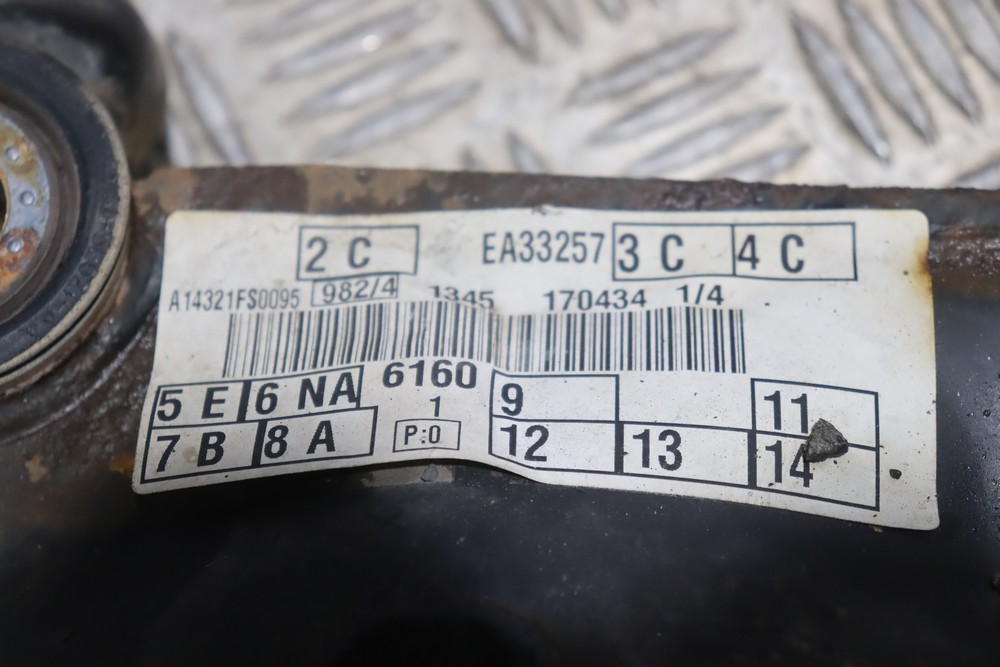 2 C EA33257 3 C 4 C
A14321FS0095 982/4 1345 170434 1/4
5 E 6 NA 6160 9 11
1
7 B 8 A P:0 12 13 14